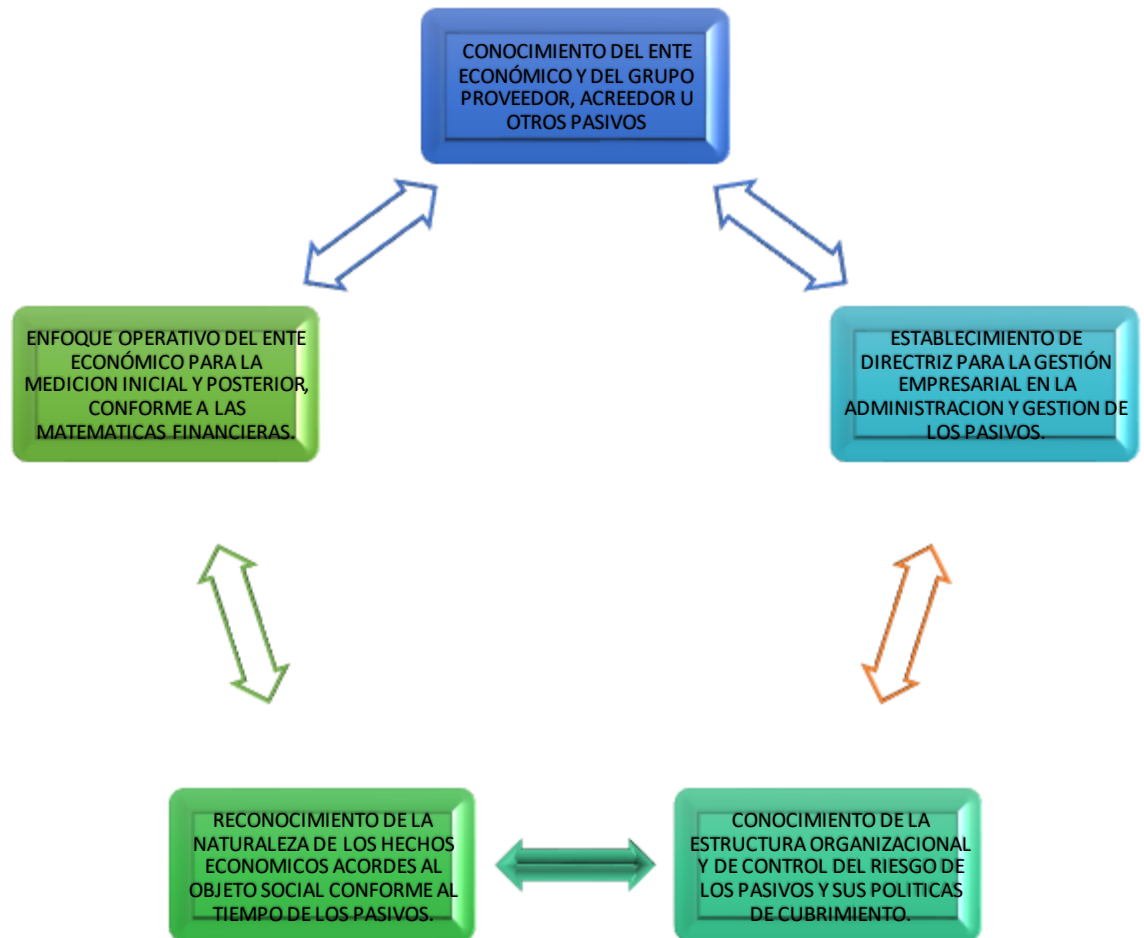 CONOCIMIENTO DEL ENTE
ECONÓMICO Y DEL GRUPO
PROVEEDOR, ACREEDOR U
OTROS PASIVOS
ENFOQUE OPERATIVO DEL ENTE
ECONÓMICO PARA LA
MEDICION INICIAL Y POSTERIOR,
CONFORME A LAS
MATEMATICAS FINANCIERAS.
ESTABLECIMIENTO DE
DIRECTRIZ PARA LA GESTIÓN
EMPRESARIAL EN LA
ADMINISTRACION Y GESTION DE
LOS PASIVOS.
RECONOCIMIENTO DE LA
NATURALEZA DE LOS HECHOS
ECONOMICOS ACORDES AL
OBJETO SOCIAL CONFORME AL
TIEMPO DE LOS PASIVOS.
CONOCIMIENTO DE LA
ESTRUCTURA ORGANIZACIONAL
Y DE CONTROL DEL RIESGO DE
LOS PASIVOS Y SUS POLITICAS
DE CUBRIMIENTO.